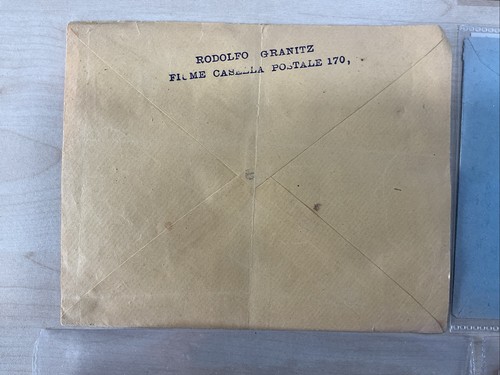 RODOLFO GRANITZ
FIUME CASELLA POSTALE 170,